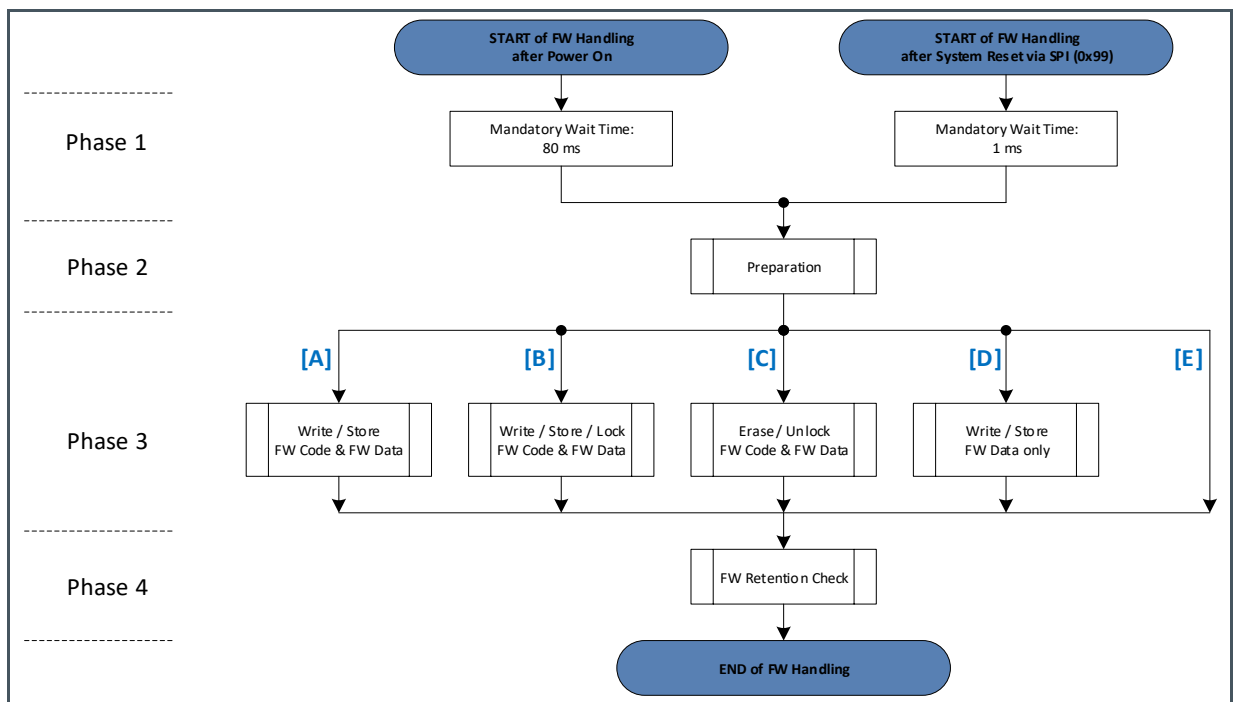 START of FW Handling
after Power On
START of FW Handling
after System Reset via SPI (0x99)
Phase 1
Mandatory Wait Time:
80 ms
Mandatory Wait Time:
1 ms
Phase 2
Preparation
[A]
[B]
[C]
[D]
[E]
Phase 3
Write / Store
FW Code & FW Data
Write / Store / Lock
FW Code & FW Data
Erase / Unlock
FW Code & FW Data
Write / Store
FW Data only
Phase 4
FW Retention Check
END of FW Handling